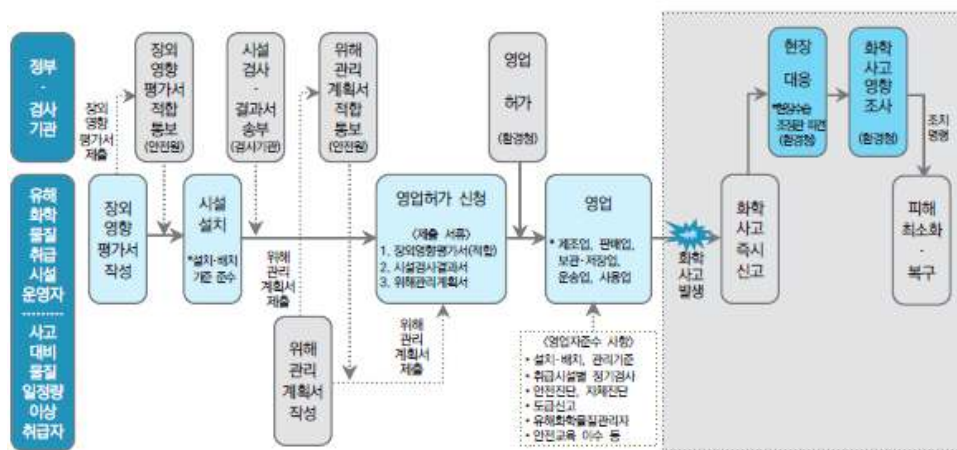 정부
-
검사
기관
장외
영향
평가서
제출
장외
영향
평가서
적합
통보
(안전원)
시설
검사
-
결과서
송부
(검사기관)
위해
관리
계획서
적합
통보
(안전원)
영업
허가
(환경청)
현장
대응
*현장수습
조정관 파견
(환경청)
화학
사고
영향
조사
(환경청)
조치
명령
유해
화학
물질
취급
시설
운영자
사고
대비
물질
일정량
이상
취급자
장외
영향
평가서
작성
시설
설치
*설치·배치
기준 준수
위해
관리
계획서
제출
위해
관리
계획서
작성
영업허가 신청
〈제출 서류〉
1. 장외영향평가서(적합)
2. 시설검사결과서
3. 위해관리계획서
위해
관리
계획서
제출
영업
* 제조업, 판매업,
보관·저장업,
운송업, 사용업
〈영업자준수 사항〉
• 설치·배치, 관리기준
• 취급시설별 정기검사
• 안전진단, 자체진단
• 도급신고
• 유해화학물질관리자
• 안전교육 이수 등
화학
사고
발생
화학
사고
즉시
신고
피해
최소화
-
복구